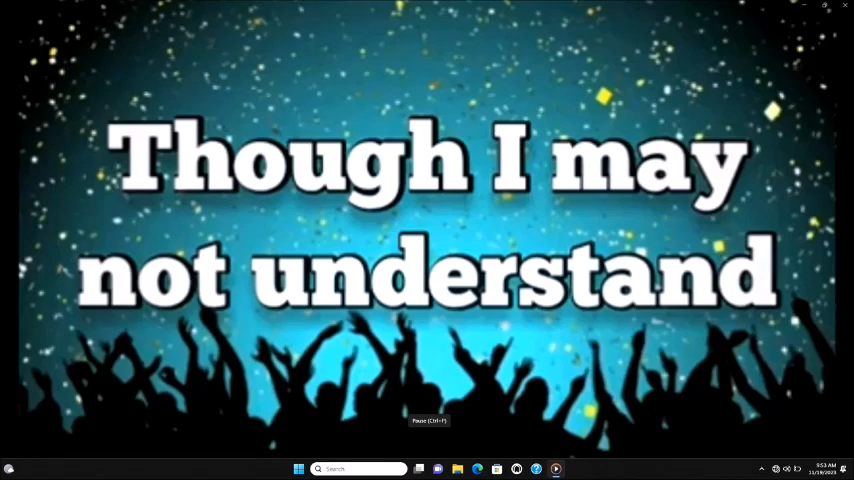 Though I may
not understand
Pause (Ctrl+P)
Search
9:53 AM
11/19/2023